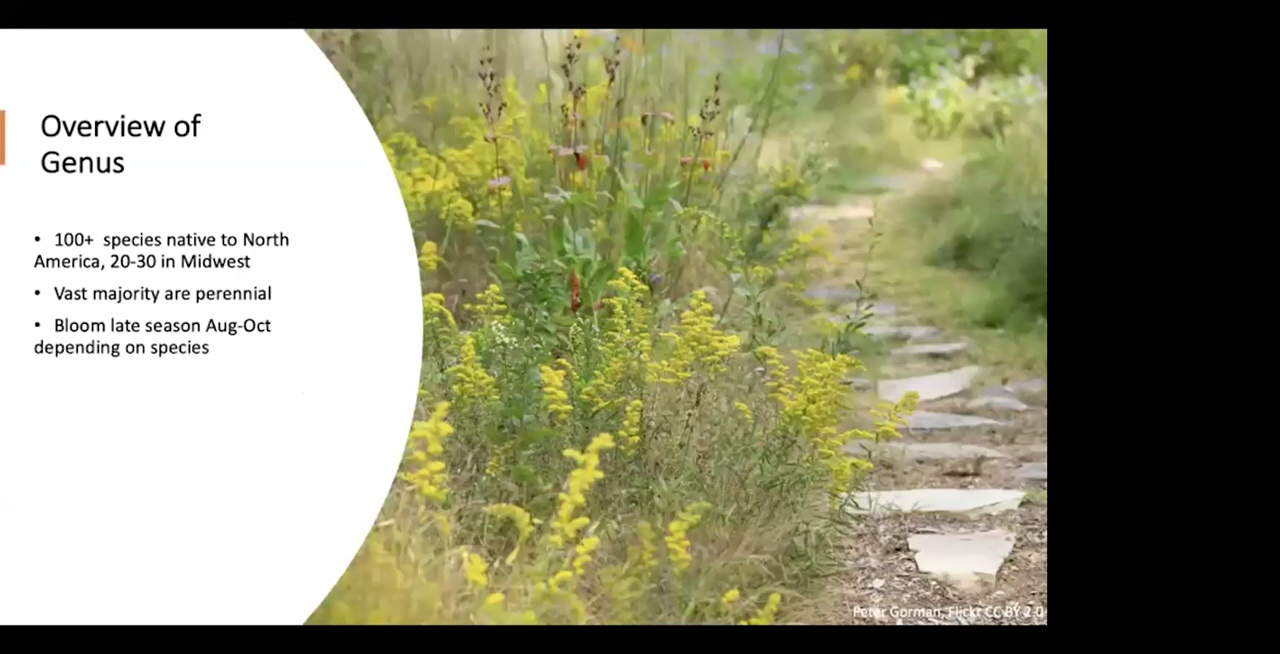 Overview of
Genus
• 100+ species native to North
America, 20-30 in Midwest
• Vast majority are perennial
• Bloom late season Aug-Oct
depending on species
Peter Gorman, Flickr CC BY 2.0